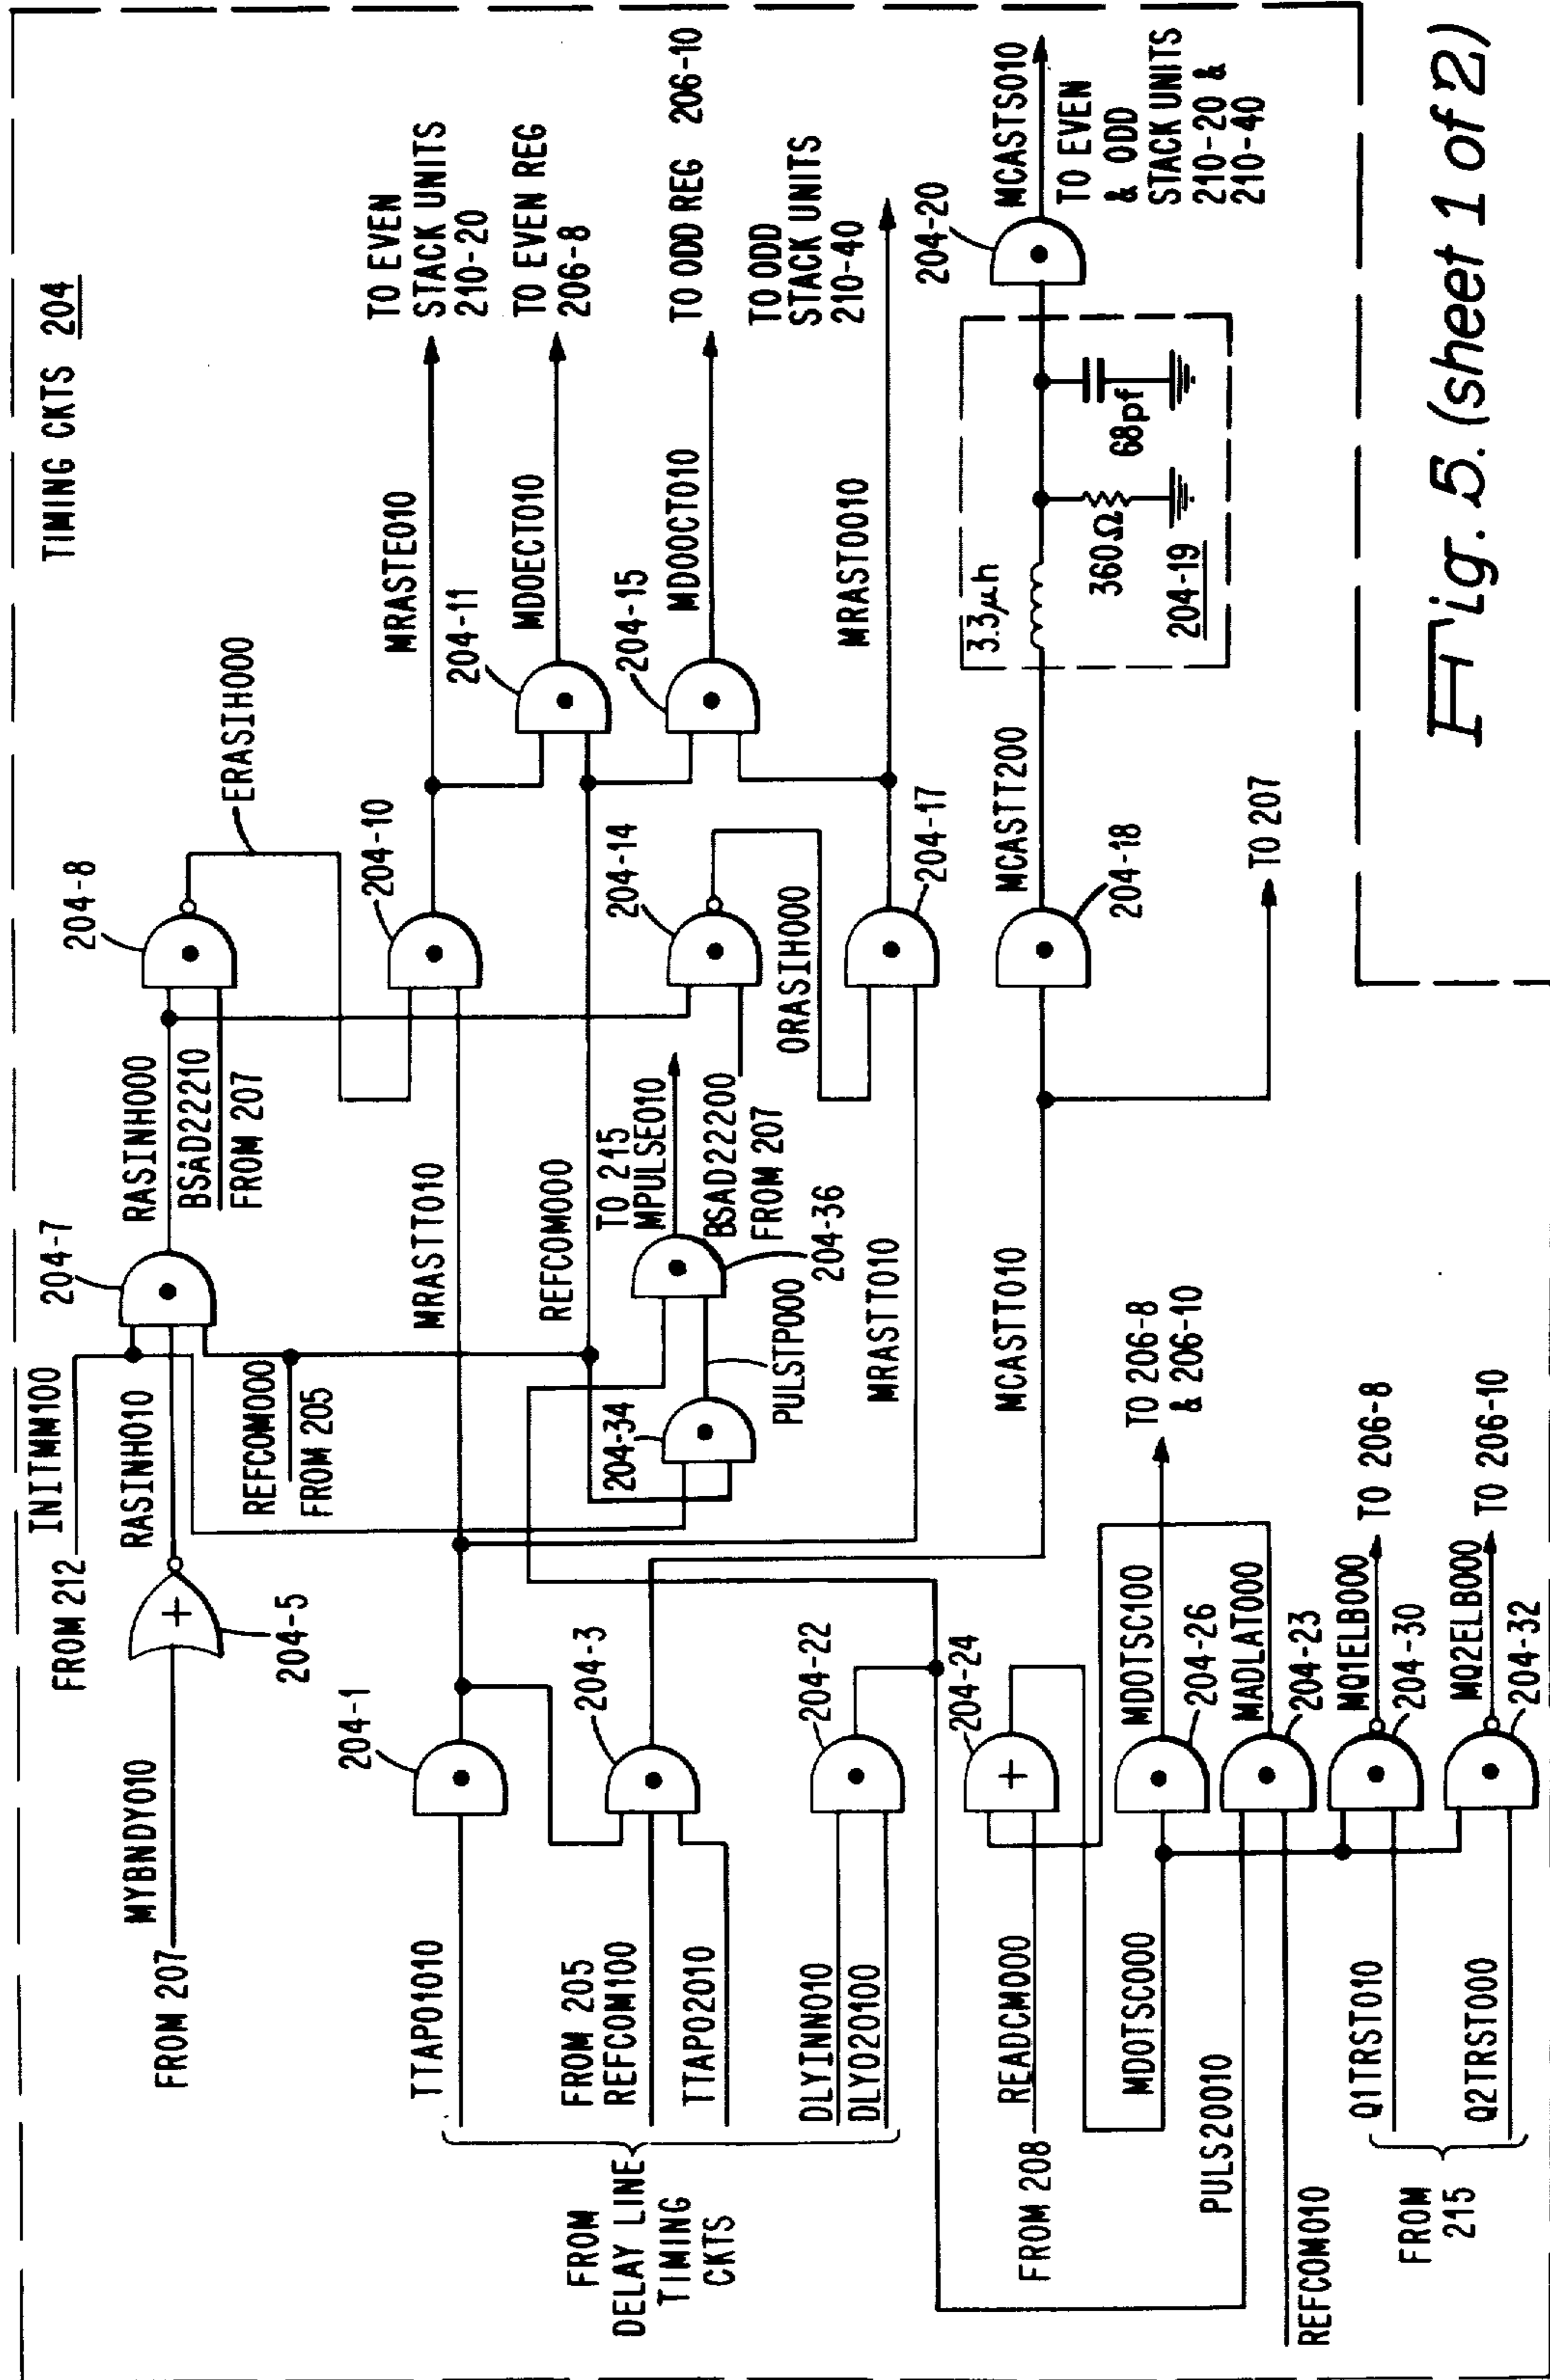 TIMING CKTS 204
FROM 207
MYBNDY010
204-5
FROM 212
INITMM100
RASINH010
REFCOM000
FROM 205
204-7
RASINH000
BSAD22210
FROM 207
204-8
ERASIH000
TTAP01010
204-1
MRASTT010
204-10
MRASTE010
TO EVEN
STACK UNITS
210-20
204-11
MDOECT010
TO EVEN REG
206-8
FROM 205
REFCOM100
TTAP02010
204-3
REFCOM000
204-34
PULSTP000
TO 215
MPULSE010
204-36
BSAD22200
FROM 207
204-14
ORASIH000
204-15
MDOOCT010
TO ODD REG 206-10
TO ODD
STACK UNITS
210-40
MRASTT010
204-17
MRASTO010
FROM
DELAY LINE
TIMING
CKTS
DLYINN010
DLY020100
204-22
MCASTT010
204-18
TO 207
MCASTT200
3.3μh
360Ω
68pf
204-19
204-20
MCASTS010
TO EVEN
& ODD
STACK UNITS
210-20 &
210-40
FROM 208
READCM000
204-24
MDOTSC000
MDOTSC100
204-26
TO 206-8
& 206-10
PULS20010
REFCOM010
MADLAT000
204-23
FROM
215
Q1TRST010
MQ1ELB000
204-30
TO 206-8
Q2TRST000
MQ2ELB000
204-32
TO 206-10
Fig. 5. (sheet 1 of 2)